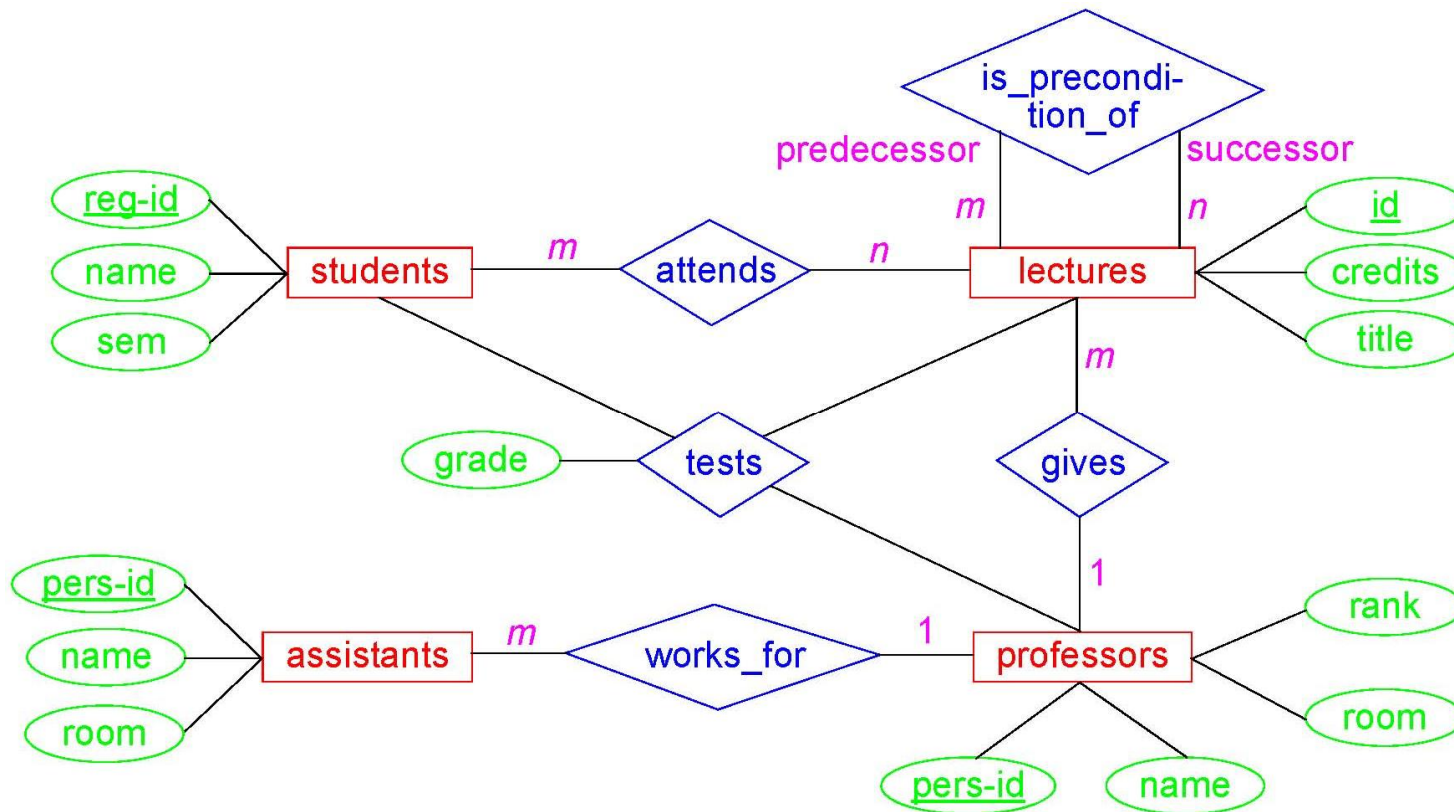 is_precondi-
tion_of
predecessor
successor
reg-id
m
n
id
name
students
m
attends
n
lectures
credits
sem
title
m
grade
tests
gives
pers-id
1
rank
name
assistants
m
works_for
1
professors
room
room
pers-id
name